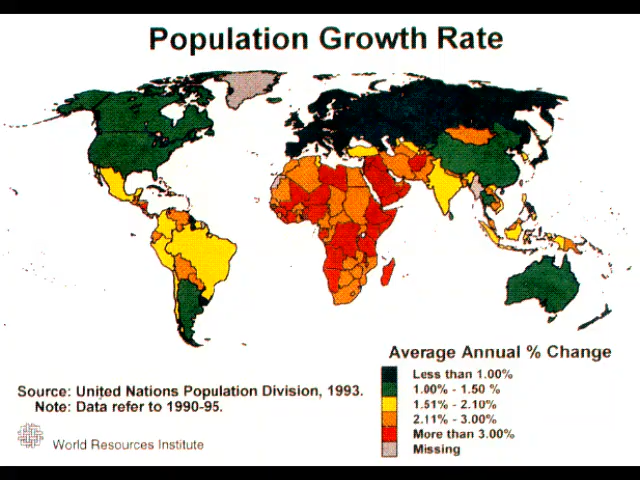 Population Growth Rate
Average Annual % Change
Less than 1.00%
1.00% - 1.50 %
1.51% - 2.10%
2.11% - 3.00%
More than 3.00%
Missing
Source: United Nations Population Division, 1993.
Note: Data refer to 1990-95.
World Resources Institute